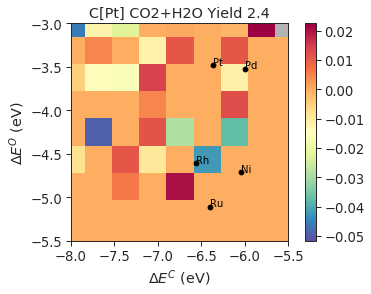 C[Pt] CO2+H2O Yield 2.4
−3.0
−3.5
−4.0
−4.5
−5.0
−5.5
ΔE^O (eV)
Pt
Pd
Rh
Ni
Ru
−8.0 −7.5 −7.0 −6.5 −6.0 −5.5
ΔE^C (eV)
0.02
0.01
0.00
−0.01
−0.02
−0.03
−0.04
−0.05